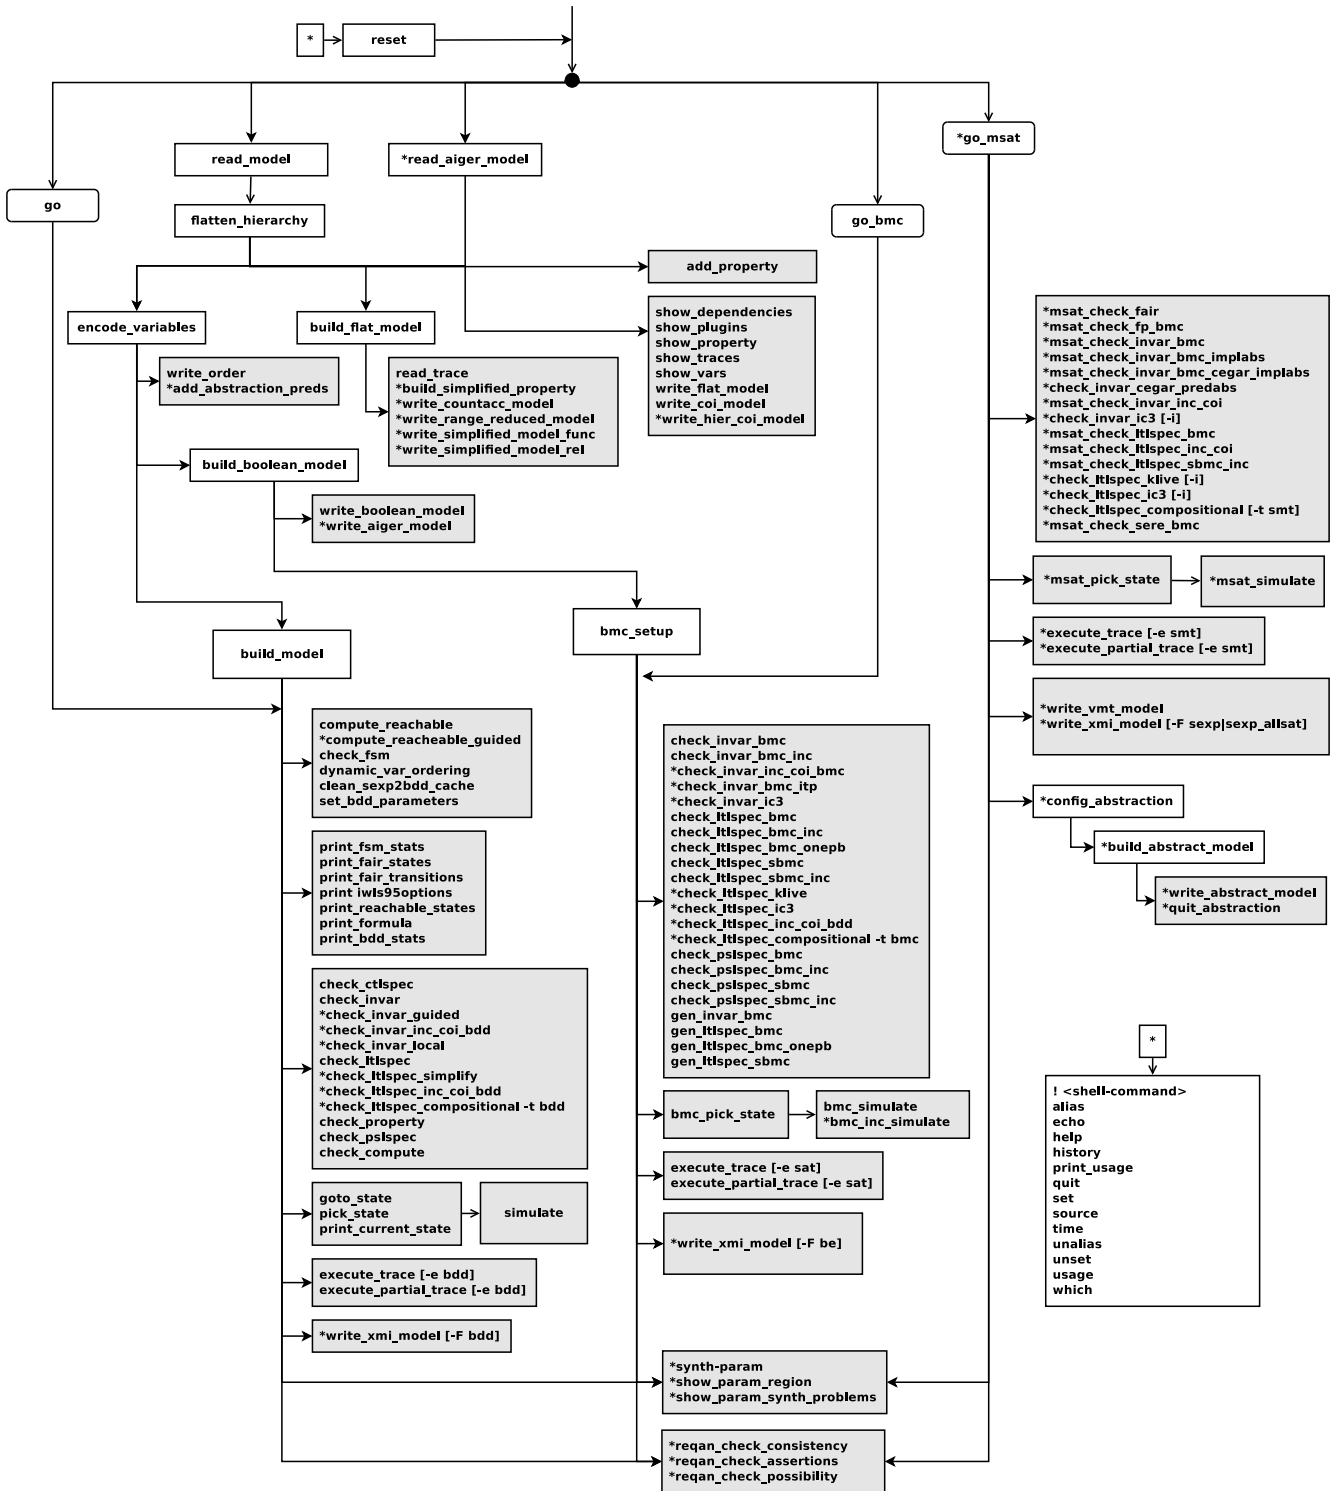 *
reset
*go_msat
read_model
*read_aiger_model
go
flatten_hierarchy
go_bmc
add_property
encode_variables
build_flat_model
show_dependencies
show_plugins
show_property
show_traces
show_vars
write_flat_model
write_coi_model
*write_hier_coi_model
*msat_check_fair
*msat_check_fp_bmc
*msat_check_invar_bmc
*msat_check_invar_bmc_implabs
*msat_check_invar_bmc_cegar_implabs
*check_invar_cegar_predabs
*msat_check_invar_inc_coi
*check_invar_ic3 [-i]
*msat_check_ltlspec_bmc
*msat_check_ltlspec_inc_coi
*msat_check_ltlspec_sbmc_inc
*check_ltlspec_klive [-i]
*check_ltlspec_ic3 [-i]
*check_ltlspec_compositional [-t smt]
*msat_check_sere_bmc
write_order
*add_abstraction_preds
read_trace
*build_simplified_property
*write_countacc_model
*write_range_reduced_model
*write_simplified_model_func
*write_simplified_model_rel
build_boolean_model
write_boolean_model
*write_aiger_model
*msat_pick_state
*msat_simulate
bmc_setup
build_model
*execute_trace [-e smt]
*execute_partial_trace [-e smt]
*write_vmt_model
*write_xmi_model [-F sexp|sexp_allsat]
compute_reachable
*compute_reacheable_guided
check_fsm
dynamic_var_ordering
clean_sexp2bdd_cache
set_bdd_parameters
check_invar_bmc
check_invar_bmc_inc
*check_invar_inc_coi_bmc
*check_invar_bmc_itp
*check_invar_ic3
check_ltlspec_bmc
check_ltlspec_bmc_inc
check_ltlspec_bmc_onepb
check_ltlspec_sbmc
check_ltlspec_sbmc_inc
*check_ltlspec_klive
*check_ltlspec_ic3
*check_ltlspec_inc_coi_bdd
*check_ltlspec_compositional -t bmc
check_pslspec_bmc
check_pslspec_bmc_inc
check_pslspec_sbmc
check_pslspec_sbmc_inc
gen_invar_bmc
gen_ltlspec_bmc
gen_ltlspec_bmc_onepb
gen_ltlspec_sbmc
*config_abstraction
*build_abstract_model
*write_abstract_model
*quit_abstraction
print_fsm_stats
print_fair_states
print_fair_transitions
print iwls95options
print_reachable_states
print_formula
print_bdd_stats
check_ctlspec
check_invar
*check_invar_guided
*check_invar_inc_coi_bdd
*check_invar_local
check_ltlspec
*check_ltlspec_simplify
*check_ltlspec_inc_coi_bdd
*check_ltlspec_compositional -t bdd
check_property
check_pslspec
check_compute
*
! <shell-command>
alias
echo
help
history
print_usage
quit
set
source
time
unalias
unset
usage
which
bmc_pick_state
bmc_simulate
*bmc_inc_simulate
execute_trace [-e sat]
execute_partial_trace [-e sat]
goto_state
pick_state
print_current_state
simulate
*write_xmi_model [-F be]
execute_trace [-e bdd]
execute_partial_trace [-e bdd]
*write_xmi_model [-F bdd]
*synth-param
*show_param_region
*show_param_synth_problems
*reqan_check_consistency
*reqan_check_assertions
*reqan_check_possibility